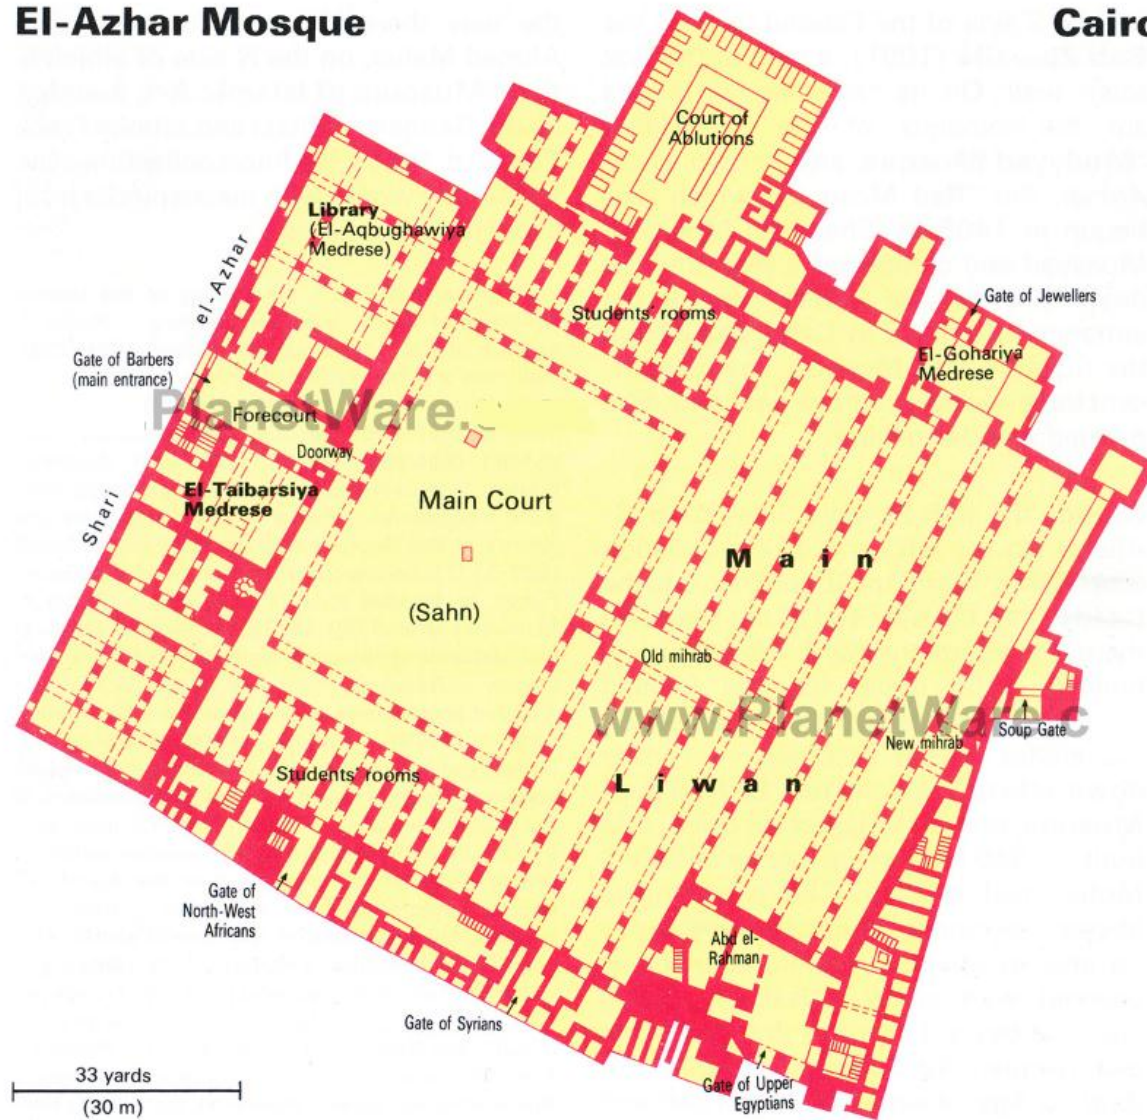 El-Azhar Mosque
Cairo
Court of
Ablutions
Library
(El-Aqbughawiya
Medrese)
el-Azhar
Students' rooms
Gate of Jewellers
El-Gohariya
Medrese
Gate of Barbers
(main entrance)
PlanetWare.
Forecourt
Doorway
El-Taibarsiya
Medrese
Shari
Main Court
(Sahn)
Main
Old mihrab
www.PlanetWare.c
Soup Gate
New mihrab
Students' rooms
Liwan
Gate of
North-West
Africans
Abd el-
Rahman
Gate of Syrians
Gate of Upper
Egyptians
33 yards
(30 m)